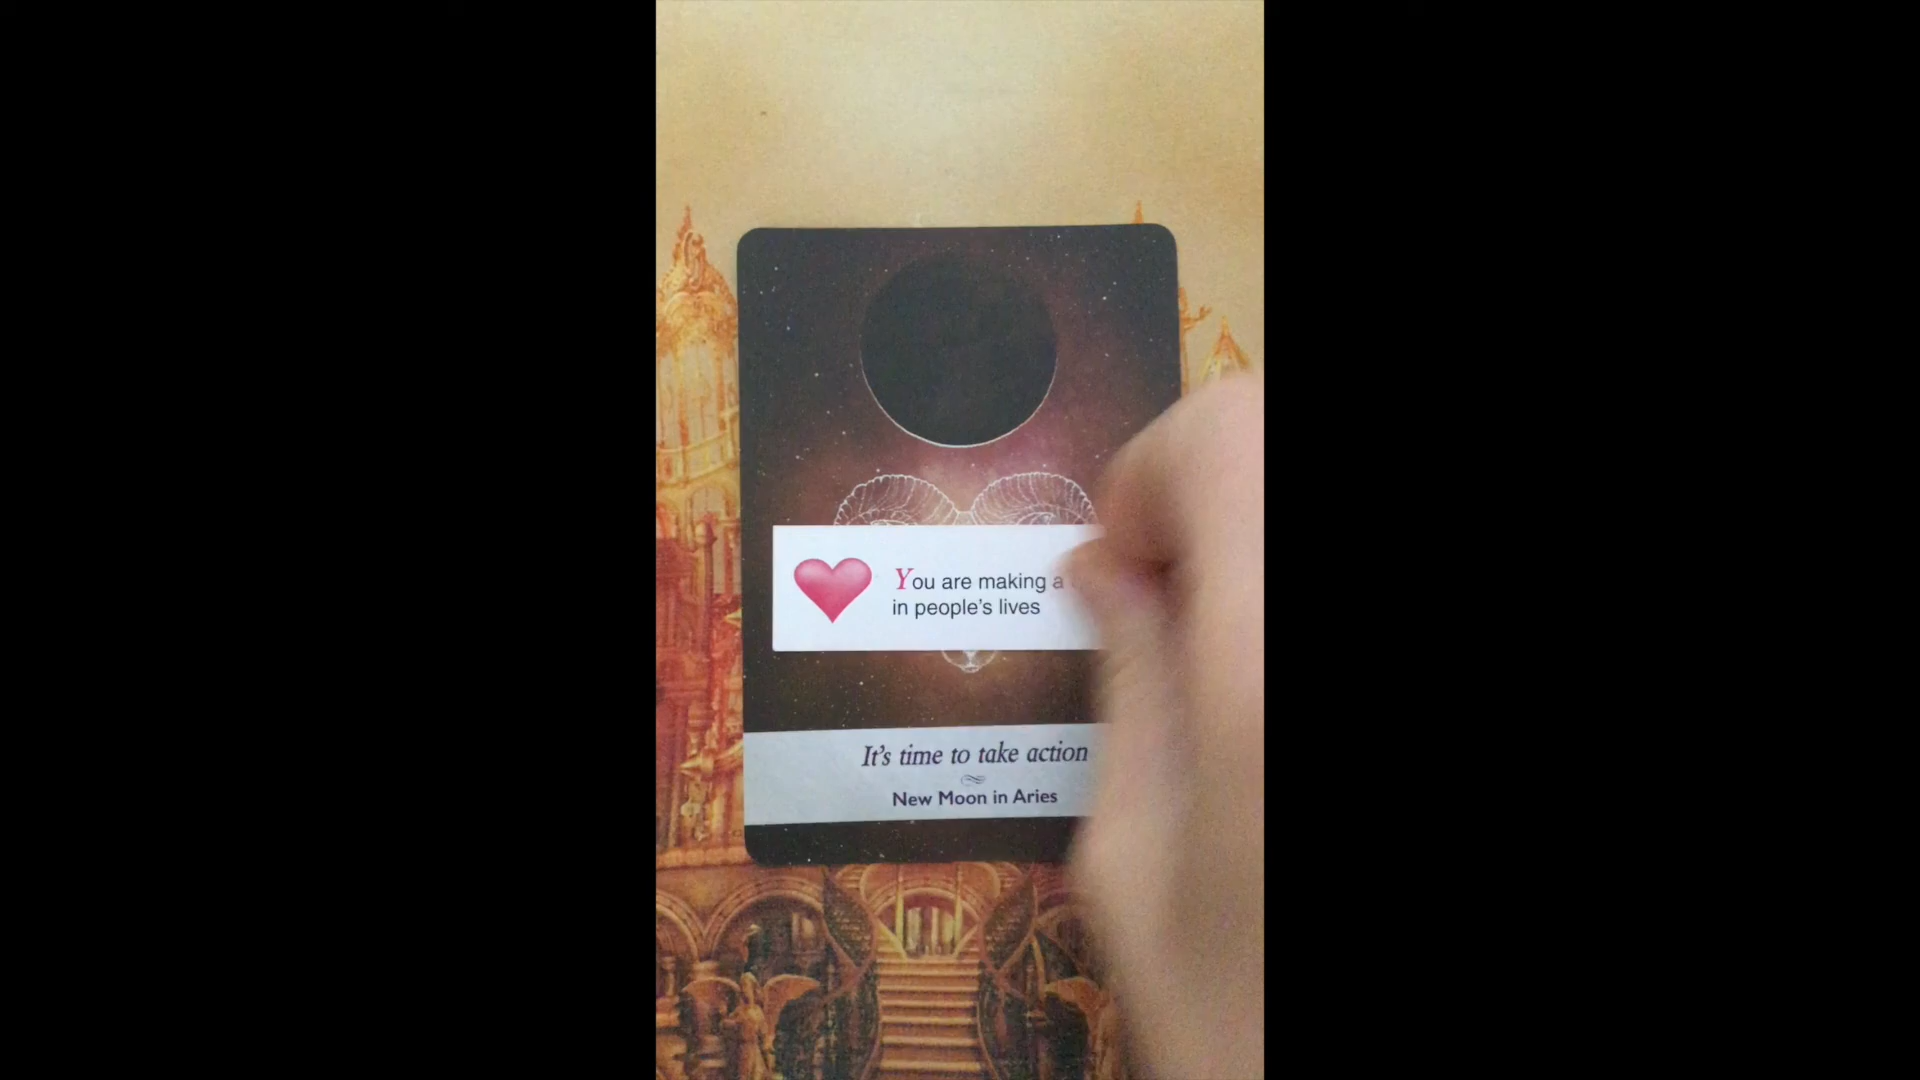 You are making a
in people's lives
It's time to take action
New Moon in Aries